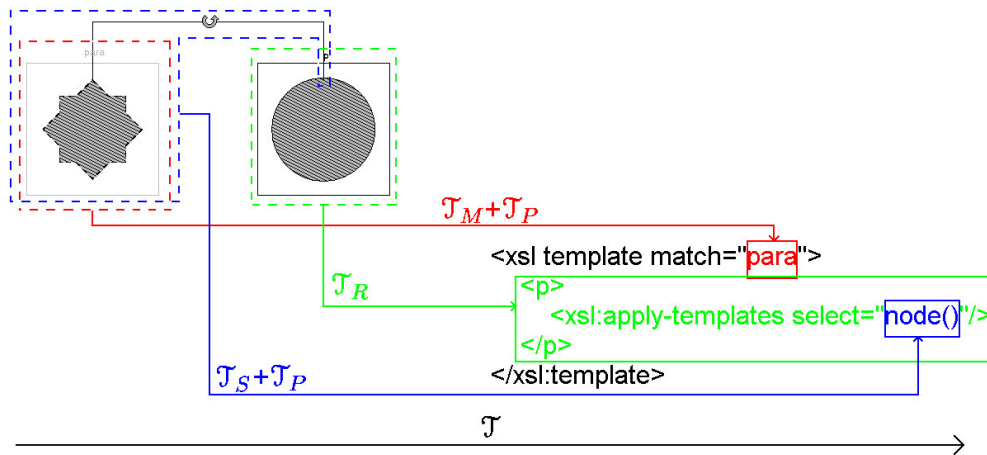 para
p
𝒯M+𝒯P
<xsl template match="para">
𝒯R
<p>
<xsl:apply-templates select="node()"/>
</p>
𝒯S+𝒯P
</xsl:template>
𝒯